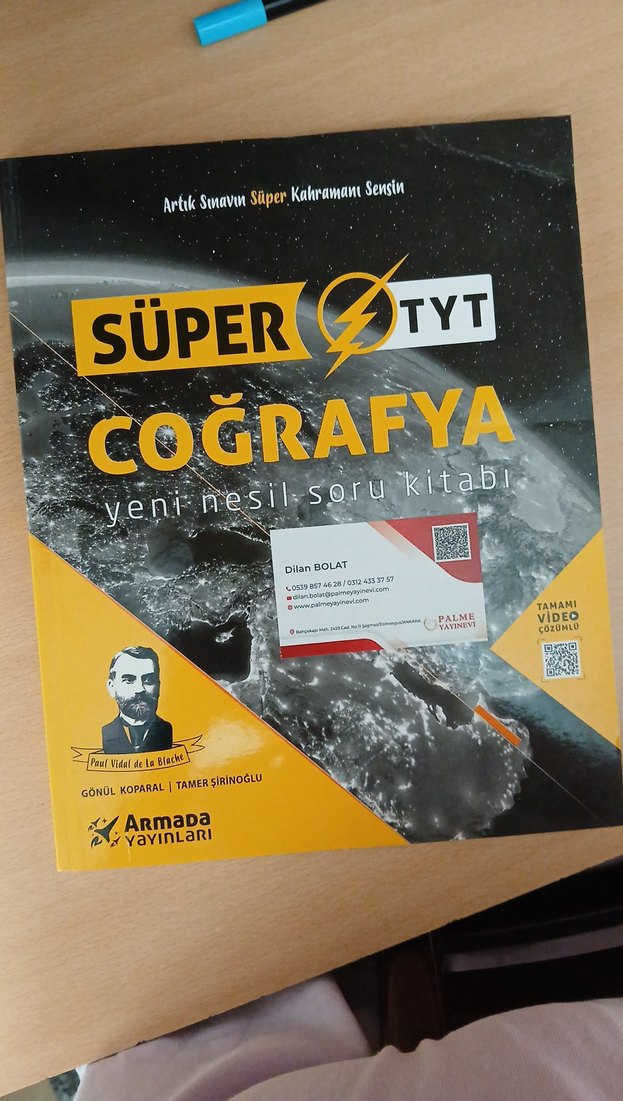 Artık Sınavın Süper Kahramanı Sensin
SÜPER TYT
COĞRAFYA
yeni nesil soru kitabı
Dilan BOLAT
0539 857 46 28 / 0312 433 37 57
dilan.bolat@palmeyayinevi.com
www.palmeyayinevi.com
PALME
YAYINEVİ
TAMAMI
VİDEO
ÇÖZÜMLÜ
Paul Vidal de La Blache
GÖNÜL KOPARAL | TAMER ŞİRİNOĞLU
ARMADA
YAYINLARI